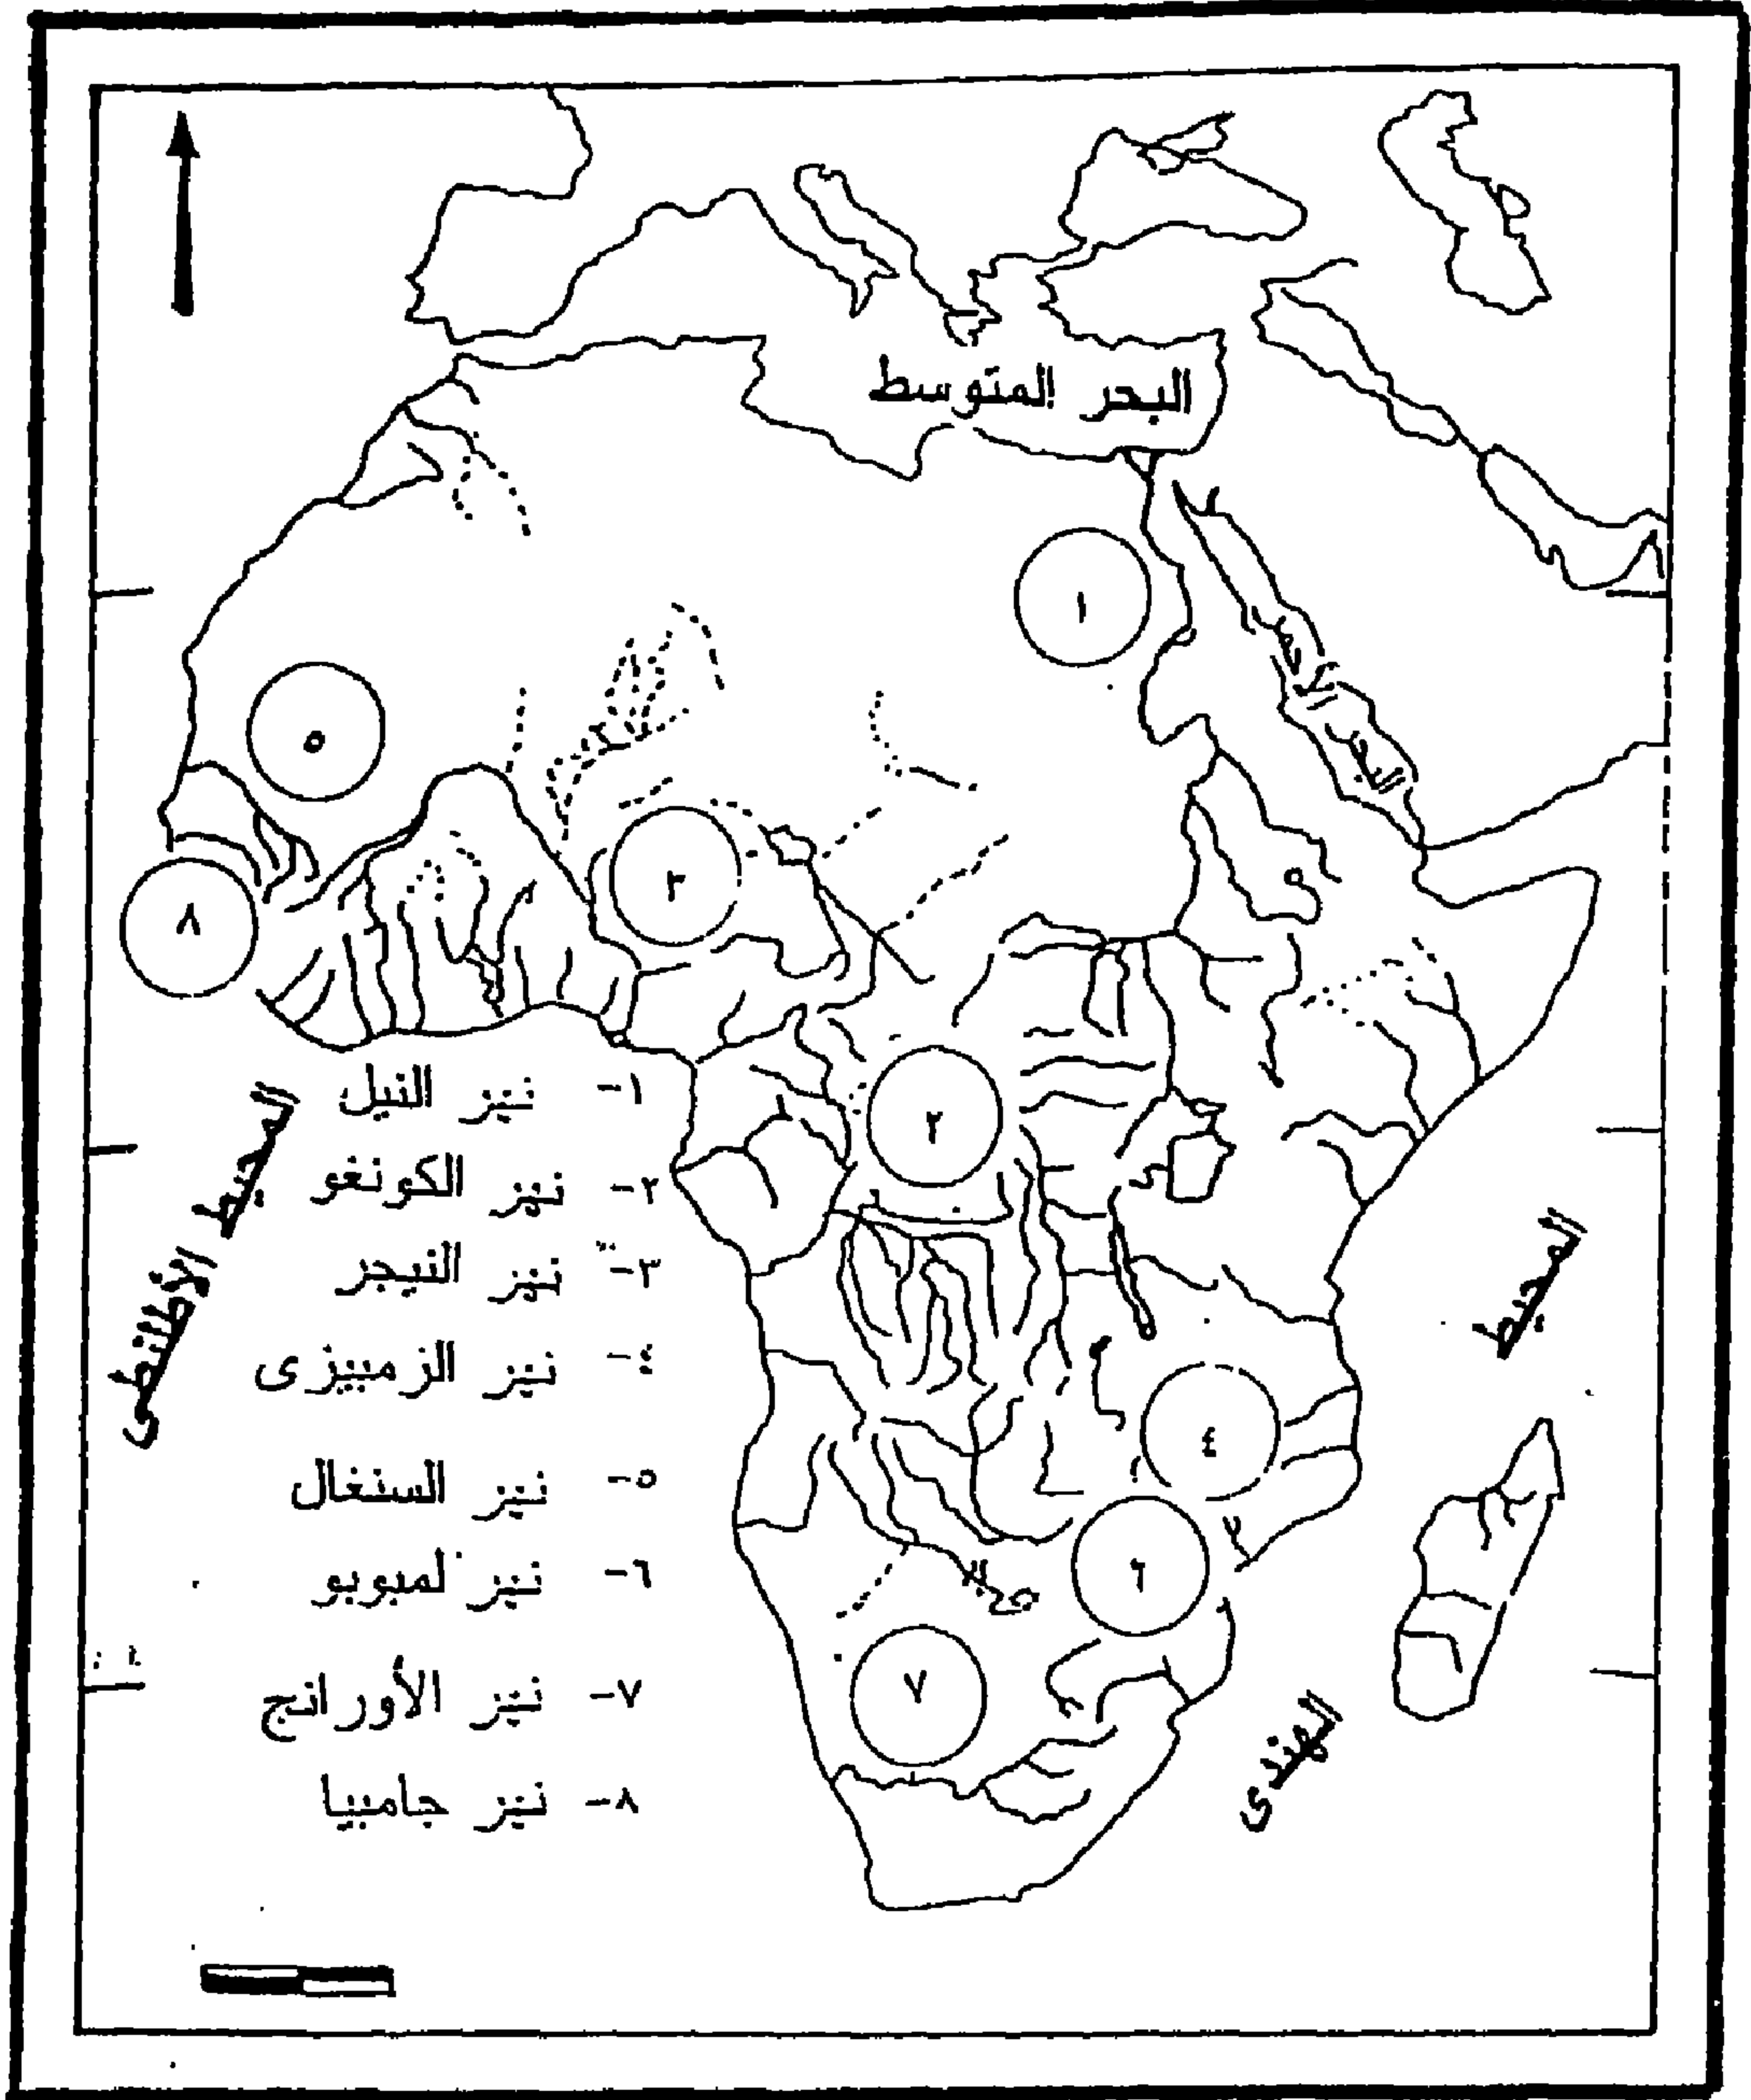 البحر المتوسط
١
٥
٣
٨
٢
٤
٦
٧
١- نهر النيل
٢- نهر الكونغو
٣- نهر النيجر
٤- نهر الزمبيزى
٥- نهر السنغال
٦- نهر لمبوبو
٧- نهر الأورانج
٨- نهر جامبيا
المحيط الأطلنطى
المحيط الهندى